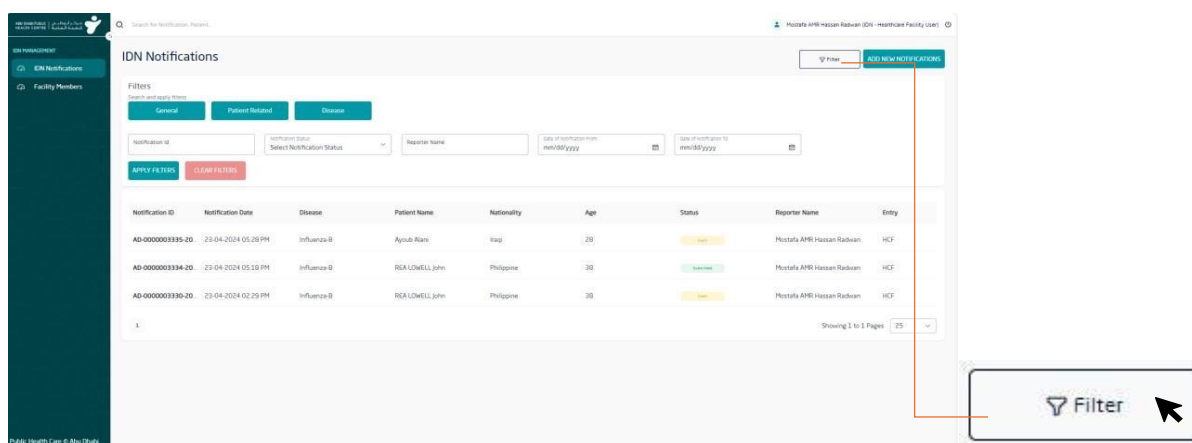 Search for Notification, Patient,
Mostafa AMR Hassan Radwan (IDN - Healthcare Facility User)
IDN MANAGEMENT
IDN Notifications
Facility Members
IDN Notifications
Filter
ADD NEW NOTIFICATIONS
Filters
Search and apply filters
General
Patient Related
Disease
Notification Id
Notification Status
Select Notification Status
Reporter Name
Date of Notification From
mm/dd/yyyy
Date of Notification To
mm/dd/yyyy
APPLY FILTERS
CLEAR FILTERS
Notification ID Notification Date Disease Patient Name Nationality Age Status Reporter Name Entry
AD-0000003335-20.. 23-04-2024 05.28 PM Influenza-B Ayoub Alani Iraqi 28 Mostafa AMR Hassan Radwan HCF
AD-0000003334-20.. 23-04-2024 05.18 PM Influenza-B REA LOWELL John Philippine 38 Mostafa AMR Hassan Radwan HCF
AD-0000003330-20.. 23-04-2024 02.29 PM Influenza-B REA LOWELL John Philippine 38 Mostafa AMR Hassan Radwan HCF
1
Showing 1 to 1 Pages 25
Filter
Public Health Care © Abu Dhabi